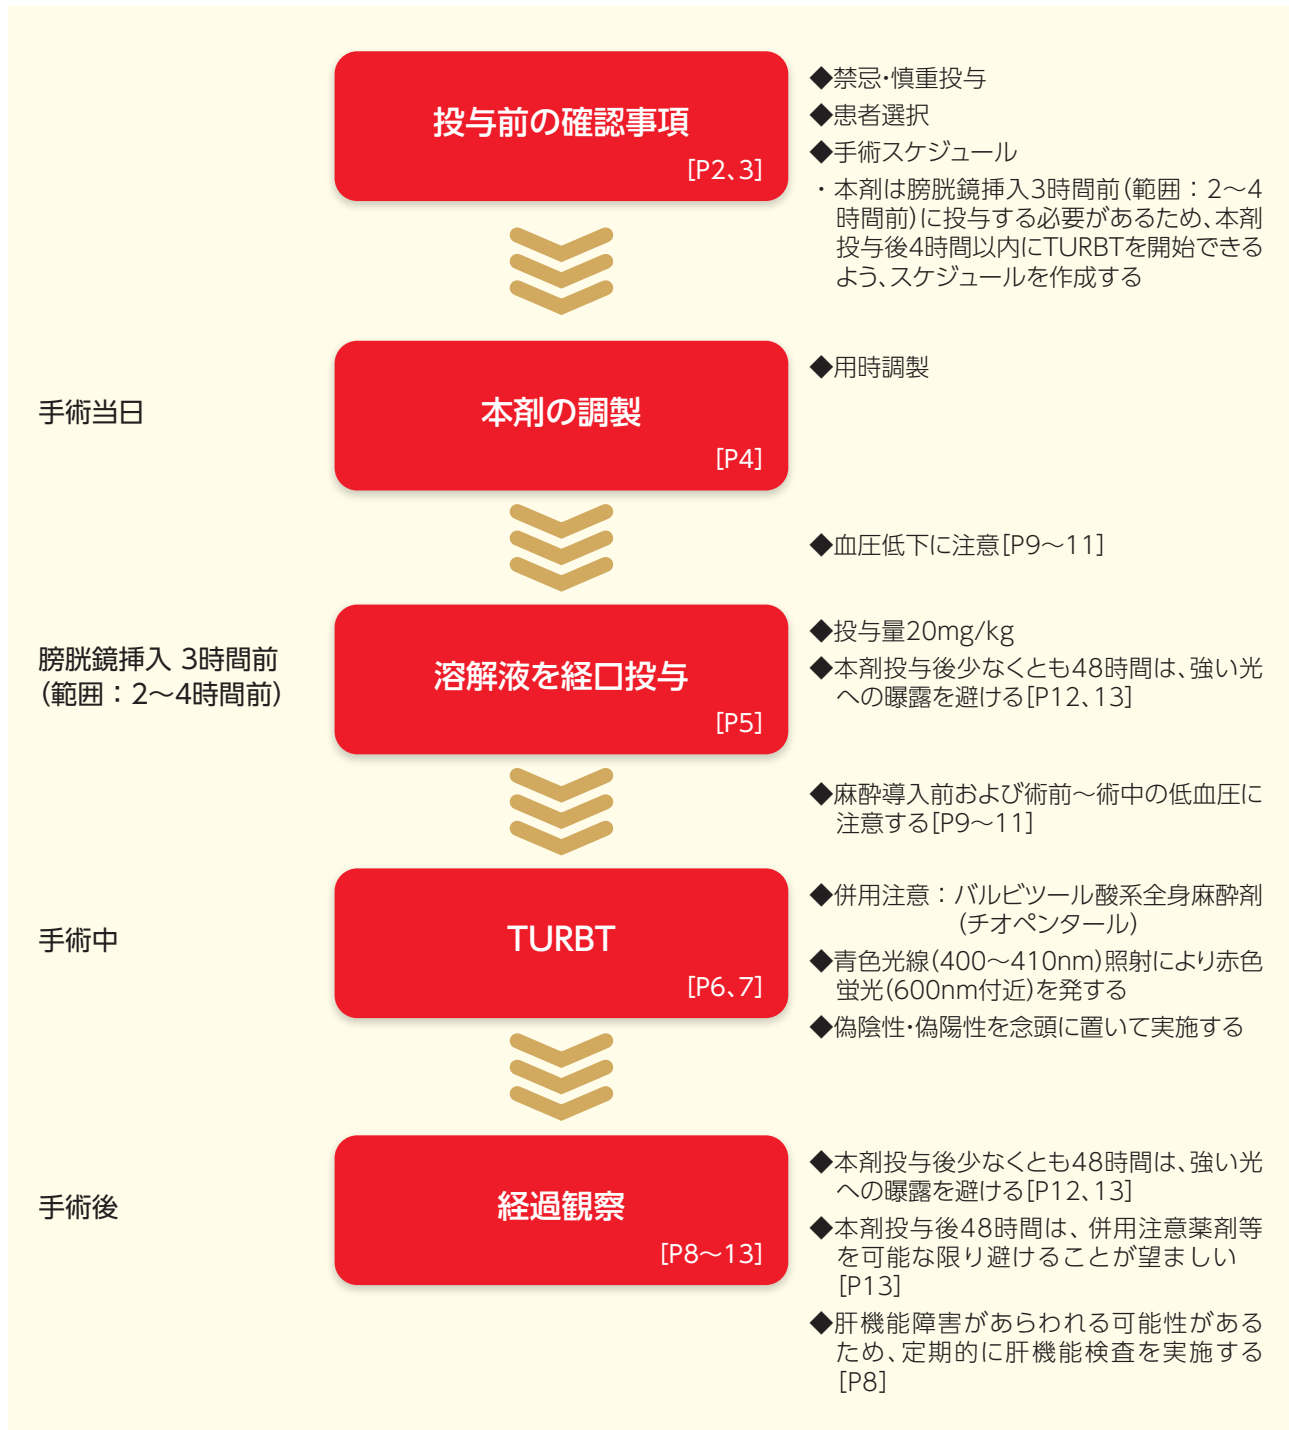 投与前の確認事項
[P2、3]
◆禁忌・慎重投与
◆患者選択
◆手術スケジュール
・本剤は膀胱鏡挿入3時間前(範囲：2～4
時間前)に投与する必要があるため、本剤
投与後4時間以内にTURBTを開始できる
よう、スケジュールを作成する
手術当日
本剤の調製
[P4]
◆用時調製
◆血圧低下に注意[P9～11]
膀胱鏡挿入 3時間前
(範囲：2～4時間前)
溶解液を経口投与
[P5]
◆投与量20mg/kg
◆本剤投与後少なくとも48時間は、強い光
への曝露を避ける[P12、13]
◆麻酔導入前および術前～術中の低血圧に
注意する[P9～11]
手術中
TURBT
[P6、7]
◆併用注意：バルビツール酸系全身麻酔剤
(チオペンタール)
◆青色光線(400～410nm)照射により赤色
蛍光(600nm付近)を発する
◆偽陰性・偽陽性を念頭に置いて実施する
手術後
経過観察
[P8～13]
◆本剤投与後少なくとも48時間は、強い光
への曝露を避ける[P12、13]
◆本剤投与後48時間は、併用注意薬剤等
を可能な限り避けることが望ましい
[P13]
◆肝機能障害があらわれる可能性がある
ため、定期的に肝機能検査を実施する
[P8]